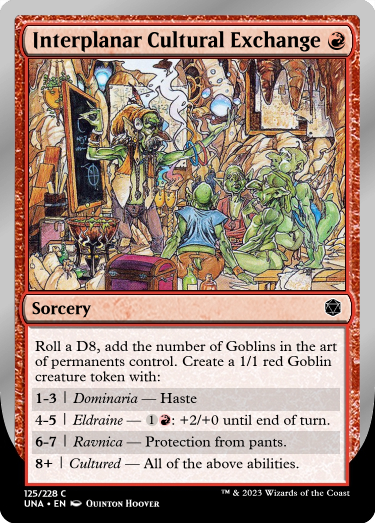 Interplanar Cultural Exchange
Sorcery
Roll a D8, add the number of Goblins in the art
of permanents control. Create a 1/1 red Goblin
creature token with:
1-3 | Dominaria — Haste
4-5 | Eldraine — 1: +2/+0 until end of turn.
6-7 | Ravnica — Protection from pants.
8+ | Cultured — All of the above abilities.
125/228 C
™ & 2023 Wizards of the Coast
UNA • EN Quinton Hoover